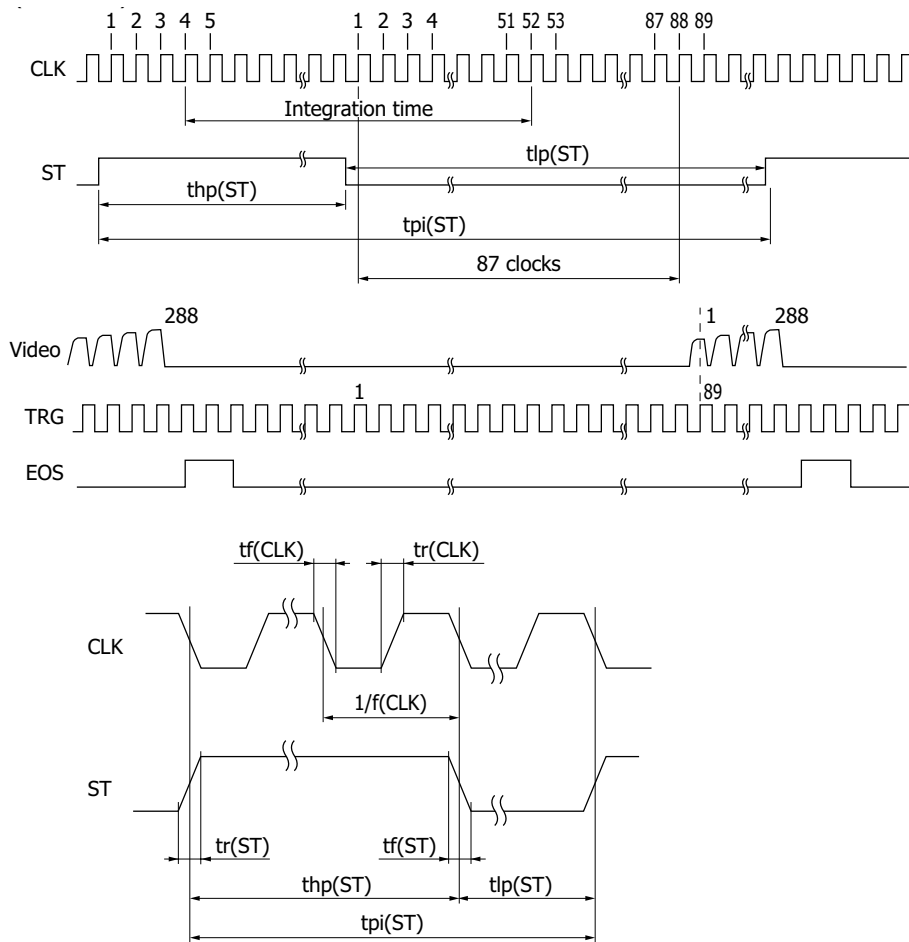 1 2 3 4 5 1 2 3 4 51 52 53 87 88 89
CLK
Integration time
ST
tlp(ST)
thp(ST)
tpi(ST)
87 clocks
288 1 288
Video
1 89
TRG
EOS
tf(CLK) tr(CLK)
CLK
1/f(CLK)
ST
tr(ST) tf(ST)
thp(ST) tlp(ST)
tpi(ST)